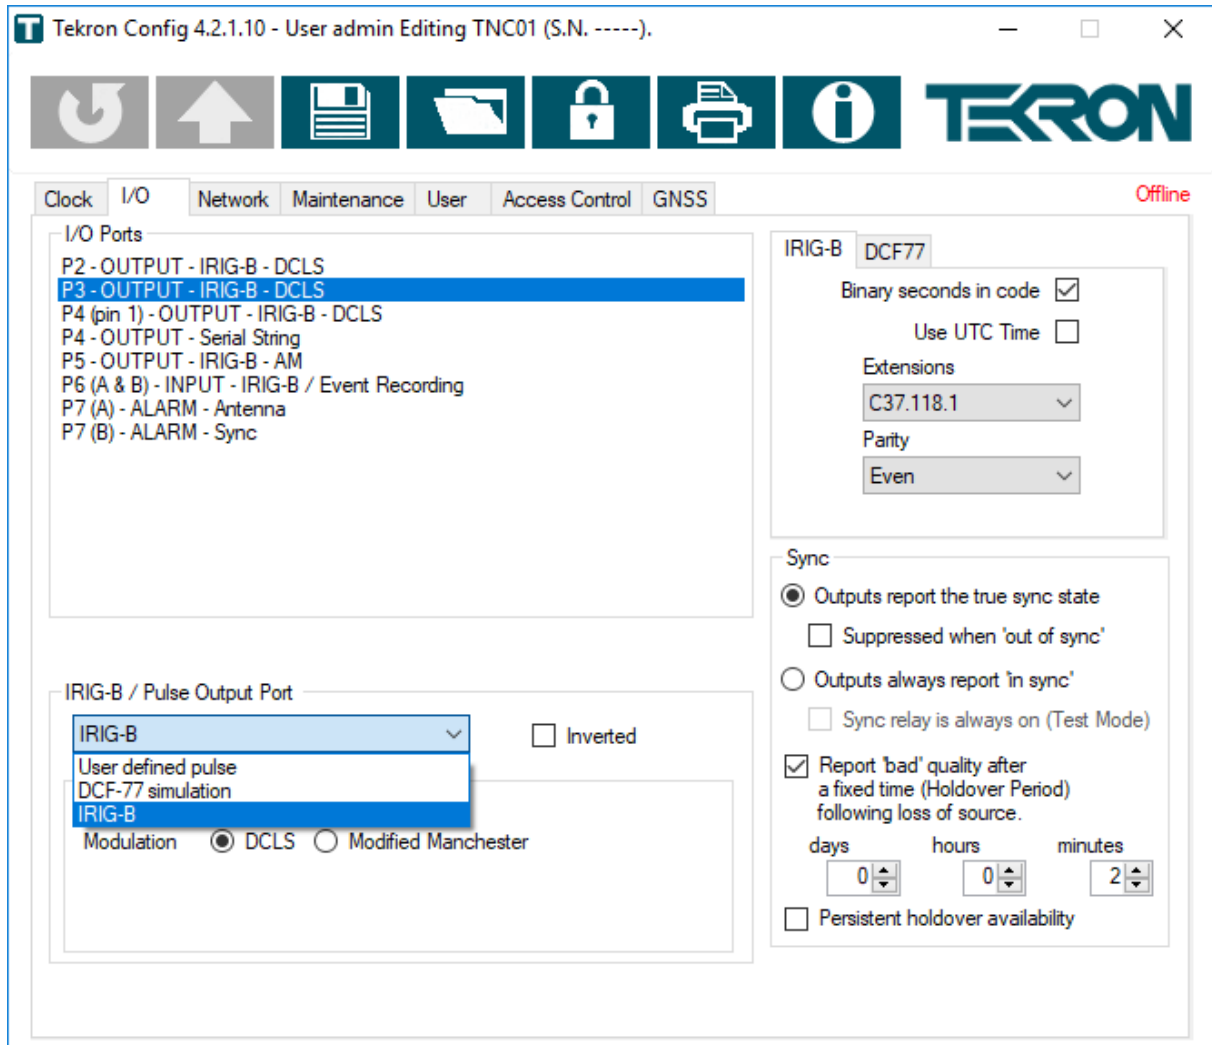 Tekron Config 4.2.1.10 - User admin Editing TNC01 (S.N. -----).
TEKRON
Clock I/O Network Maintenance User Access Control GNSS
Offline
I/O Ports
P2 - OUTPUT - IRIG-B - DCLS
P3 - OUTPUT - IRIG-B - DCLS
P4 (pin 1) - OUTPUT - IRIG-B - DCLS
P4 - OUTPUT - Serial String
P5 - OUTPUT - IRIG-B - AM
P6 (A & B) - INPUT - IRIG-B / Event Recording
P7 (A) - ALARM - Antenna
P7 (B) - ALARM - Sync
IRIG-B / Pulse Output Port
IRIG-B
Inverted
User defined pulse
DCF-77 simulation
IRIG-B
Modulation DCLS Modified Manchester
IRIG-B DCF77
Binary seconds in code
Use UTC Time
Extensions
C37.118.1
Parity
Even
Sync
Outputs report the true sync state
Suppressed when 'out of sync'
Outputs always report 'in sync'
Sync relay is always on (Test Mode)
Report 'bad' quality after
a fixed time (Holdover Period)
following loss of source.
days hours minutes
0 0 2
Persistent holdover availability